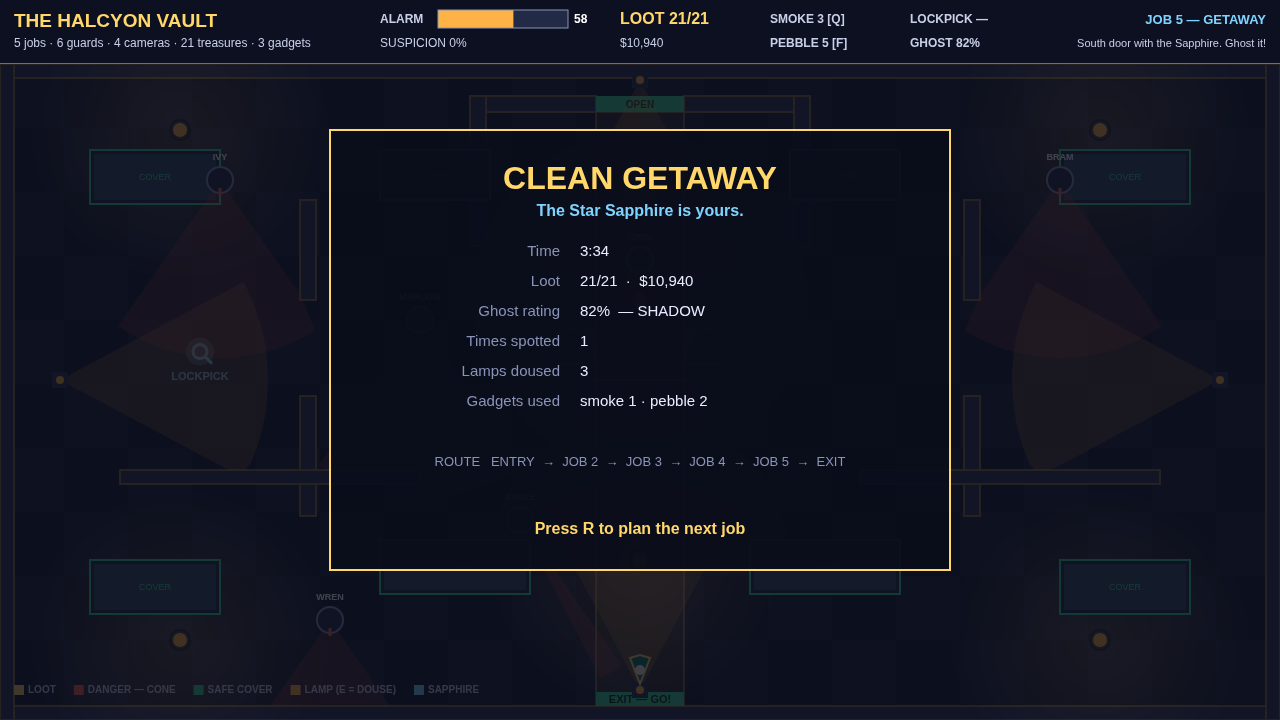 THE HALCYON VAULT
5 jobs · 6 guards · 4 cameras · 21 treasures · 3 gadgets
ALARM 58
SUSPICION 0%
LOOT 21/21
$10,940
SMOKE 3 [Q]
PEBBLE 5 [F]
LOCKPICK —
GHOST 82%
JOB 5 — GETAWAY
South door with the Sapphire. Ghost it!
OPEN
IVY
COVER
BRAM
COVER
CLEAN GETAWAY
The Star Sapphire is yours.
Time 3:34
Loot 21/21 · $10,940
Ghost rating 82% — SHADOW
Times spotted 1
Lamps doused 3
Gadgets used smoke 1 · pebble 2
ROUTE ENTRY → JOB 2 → JOB 3 → JOB 4 → JOB 5 → EXIT
Press R to plan the next job
LOCKPICK
COVER
WREN
COVER
LOOT
DANGER — CONE
SAFE COVER
LAMP (E = DOUSE)
SAPPHIRE
EXIT — GO!